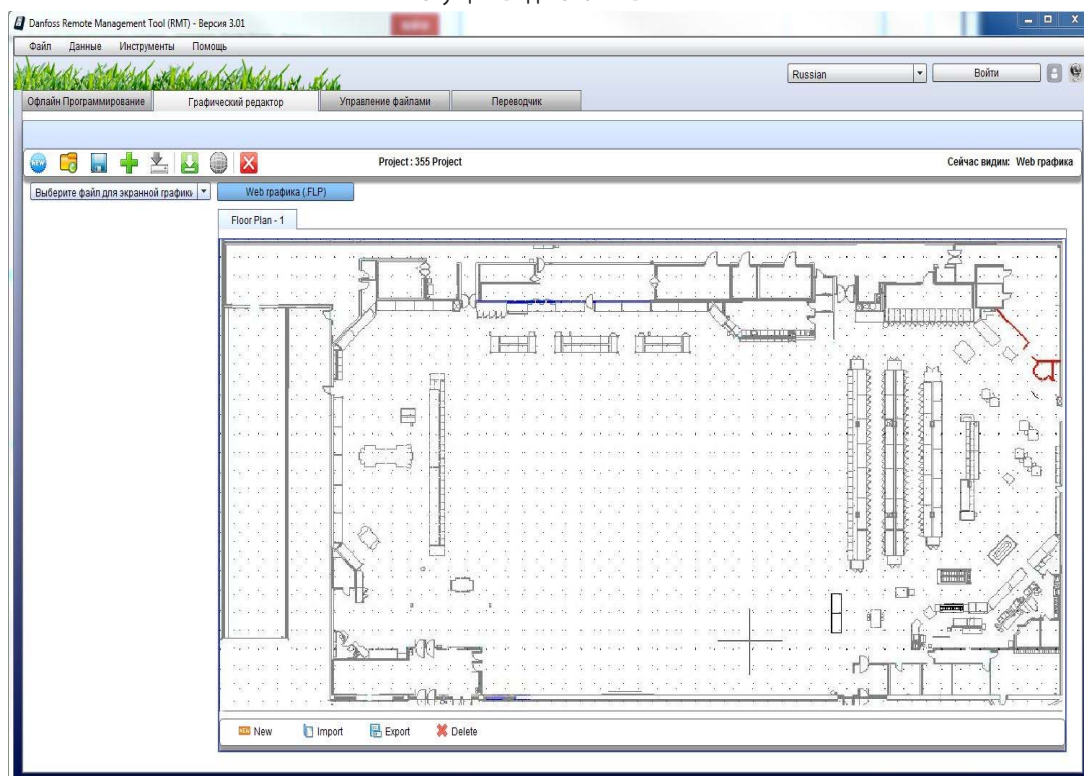 Danfoss Remote Management Tool (RMT) - Версия 3.01
Файл Данные Инструменты Помощь
Russian Войти
Офлайн Программирование Графический редактор Управление файлами Переводчик
NEW Project : 355 Project Сейчас видим: Web графика
Выберите файл для экранной графики Web графика (.FLP)
Floor Plan - 1
NEW New Import Export Delete